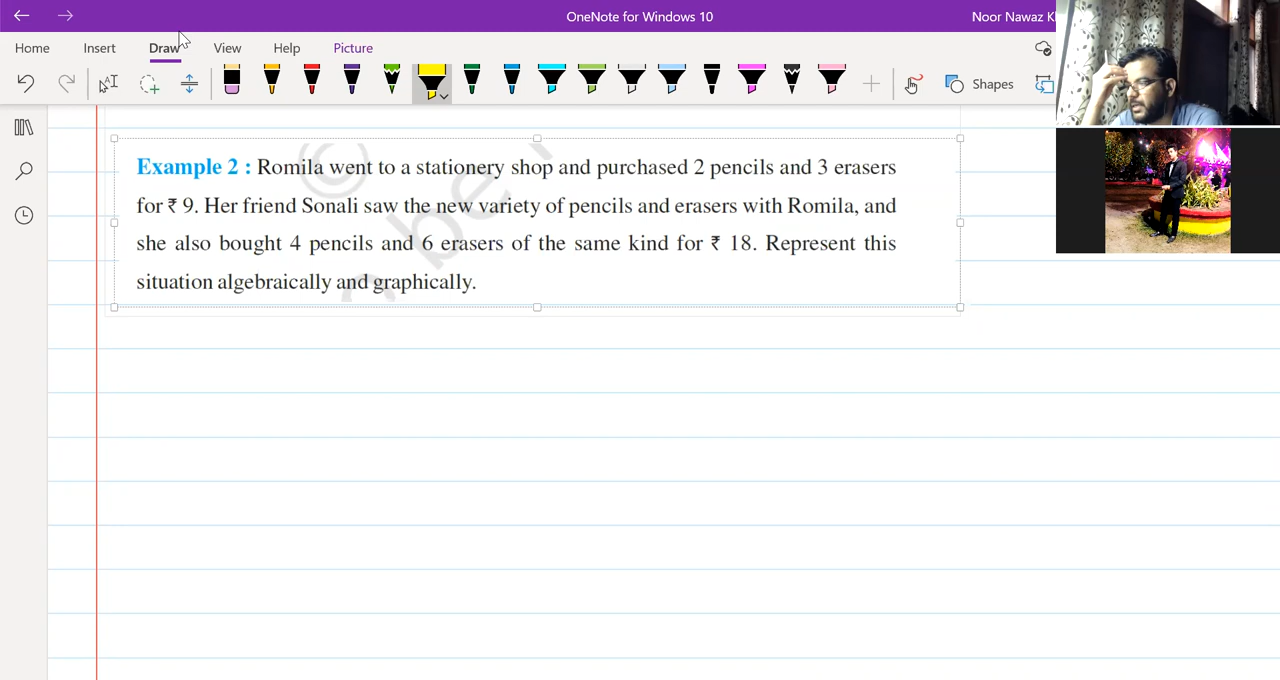 OneNote for Windows 10
Noor Nawaz K
Home Insert Draw View Help Picture
Shapes
Example 2 : Romila went to a stationery shop and purchased 2 pencils and 3 erasers
for ₹ 9. Her friend Sonali saw the new variety of pencils and erasers with Romila, and
she also bought 4 pencils and 6 erasers of the same kind for ₹ 18. Represent this
situation algebraically and graphically.